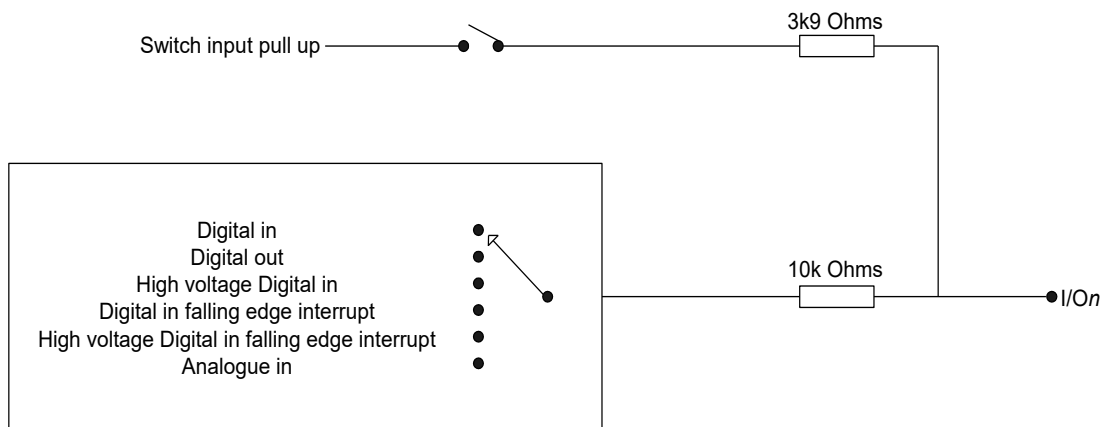 3k9 Ohms
Switch input pull up
Digital in
Digital out
High voltage Digital in
Digital in falling edge interrupt
High voltage Digital in falling edge interrupt
Analogue in
10k Ohms
I/On